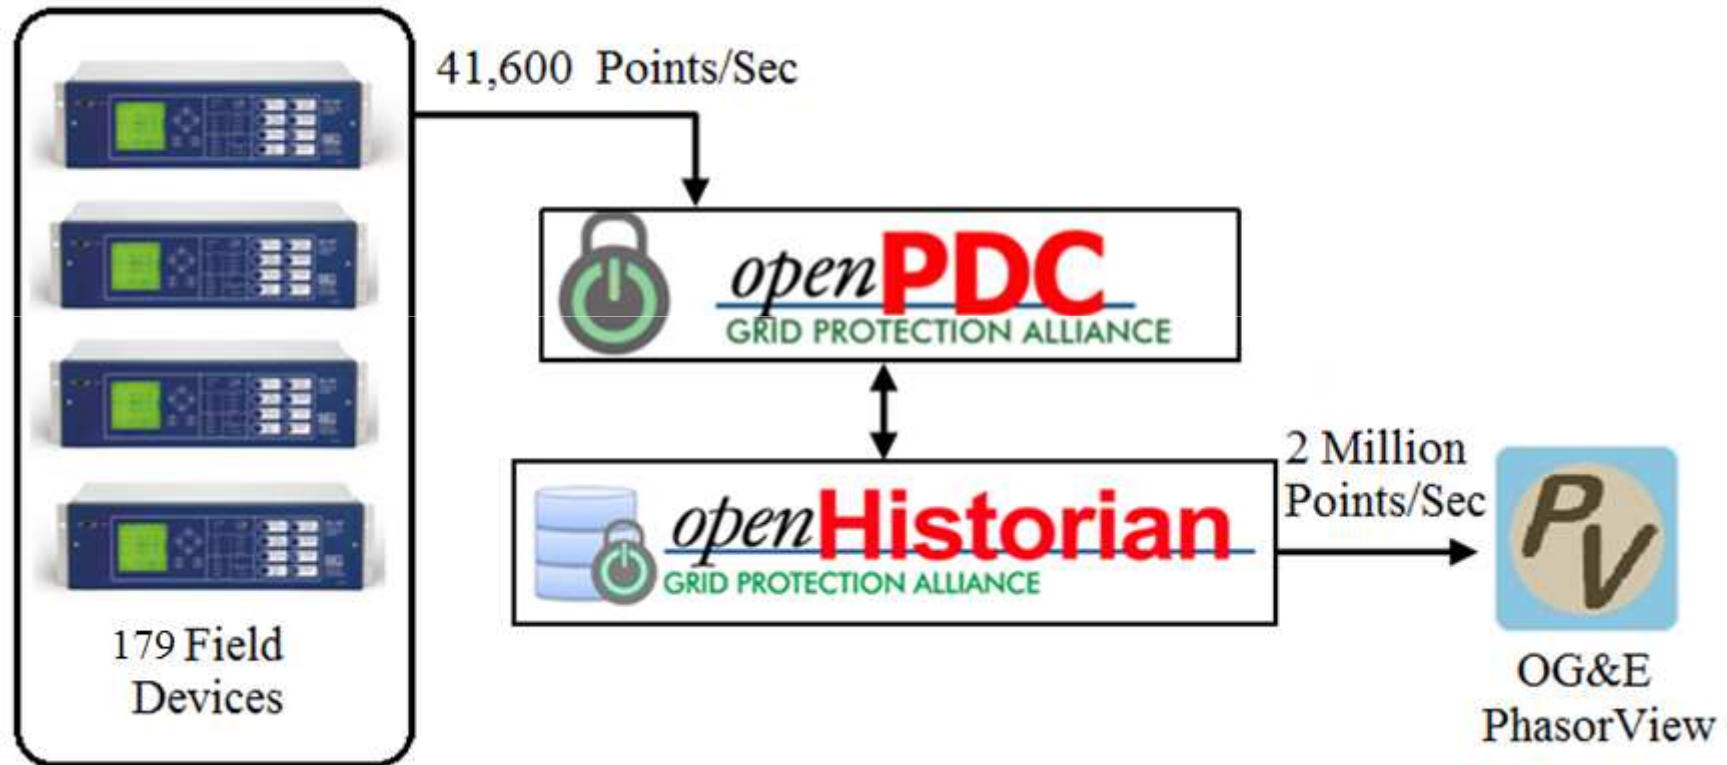 41,600 Points/Sec
openPDC
GRID PROTECTION ALLIANCE
2 Million
Points/Sec
openHistorian
GRID PROTECTION ALLIANCE
PV
179 Field
Devices
OG&E
PhasorView